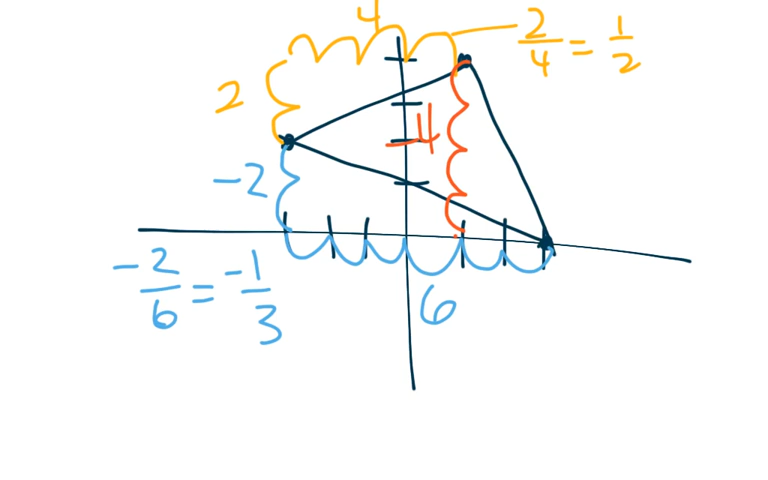 4
2/4 = 1/2
2
4
-2
-2/6 = -1/3
6